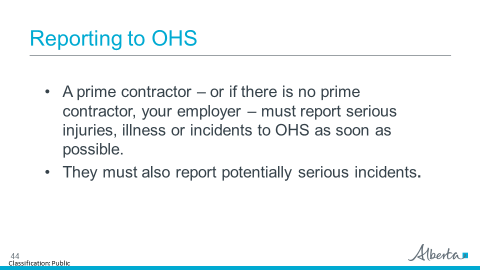 Reporting to OHS
• A prime contractor – or if there is no prime
contractor, your employer – must report serious
injuries, illness or incidents to OHS as soon as
possible.
• They must also report potentially serious incidents.
44
Classification: Public
Alberta